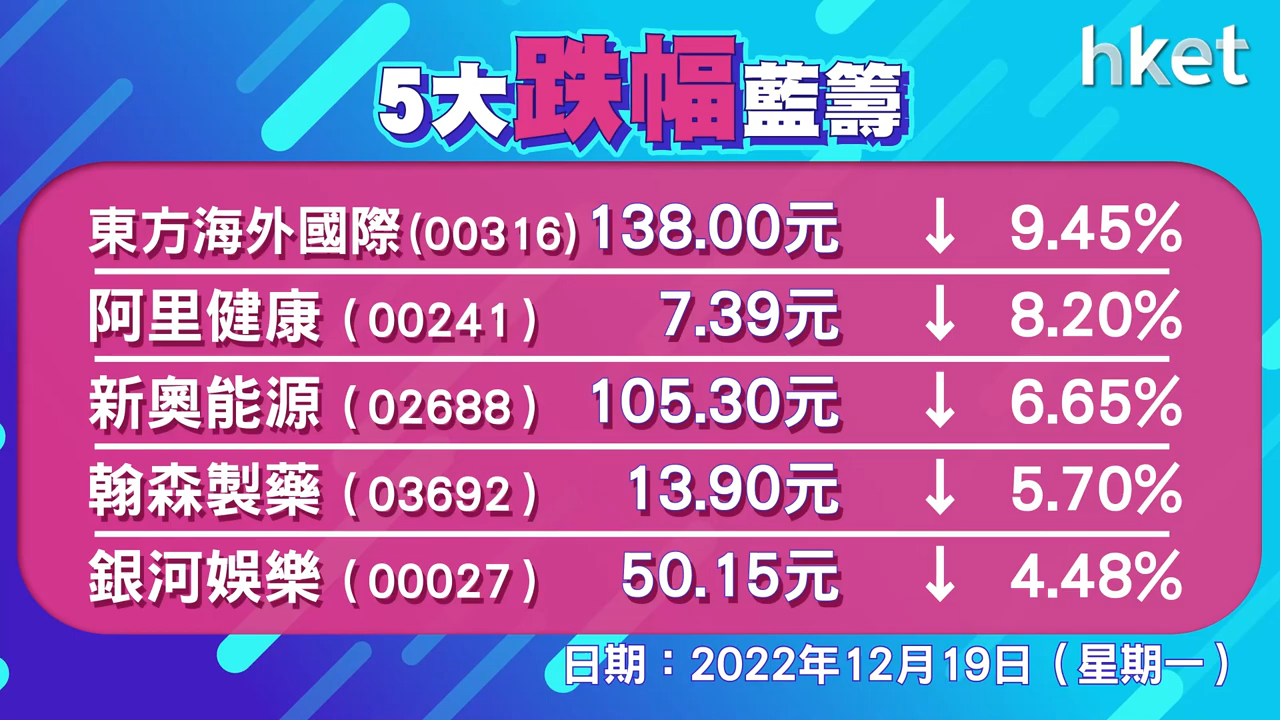 hket
5大跌幅藍籌
東方海外國際(00316) 138.00元 ↓ 9.45%
阿里健康（00241） 7.39元 ↓ 8.20%
新奧能源（02688） 105.30元 ↓ 6.65%
翰森製藥（03692） 13.90元 ↓ 5.70%
銀河娛樂（00027） 50.15元 ↓ 4.48%
日期：2022年12月19日（星期一）